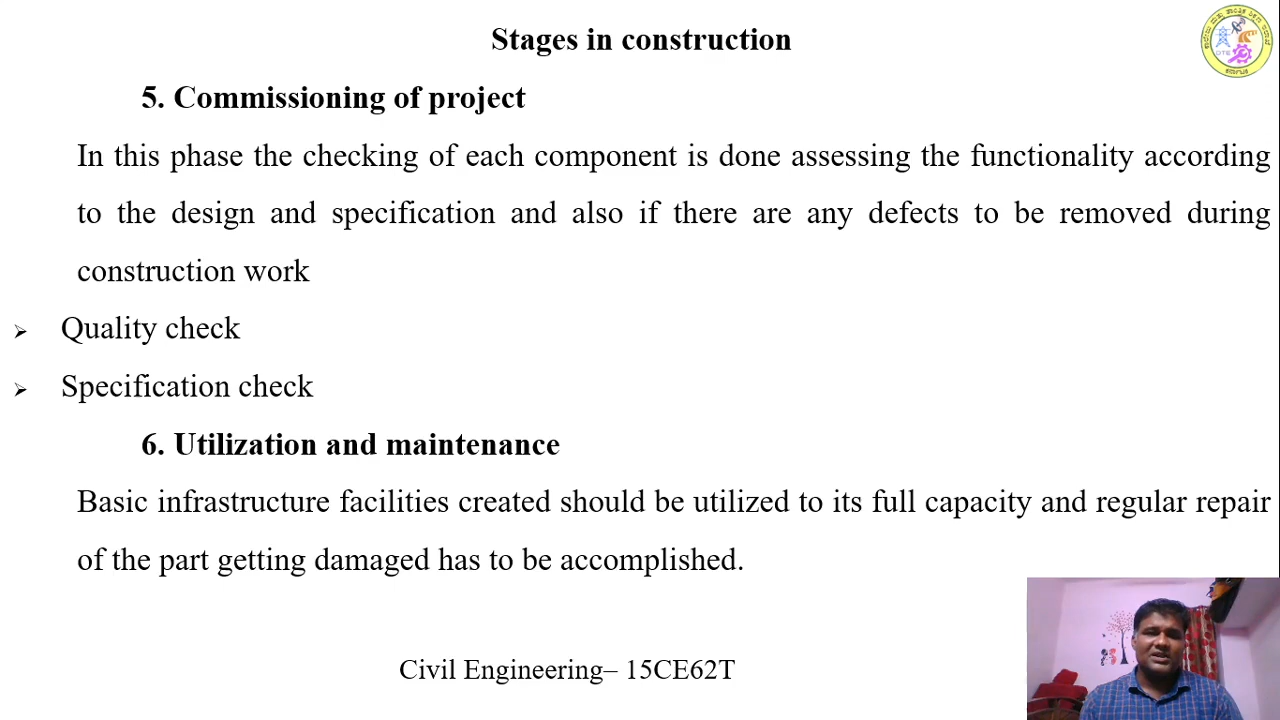 Stages in construction
5. Commissioning of project
In this phase the checking of each component is done assessing the functionality according
to the design and specification and also if there are any defects to be removed during
construction work
➢ Quality check
➢ Specification check
6. Utilization and maintenance
Basic infrastructure facilities created should be utilized to its full capacity and regular repair
of the part getting damaged has to be accomplished.
Civil Engineering– 15CE62T
DTE